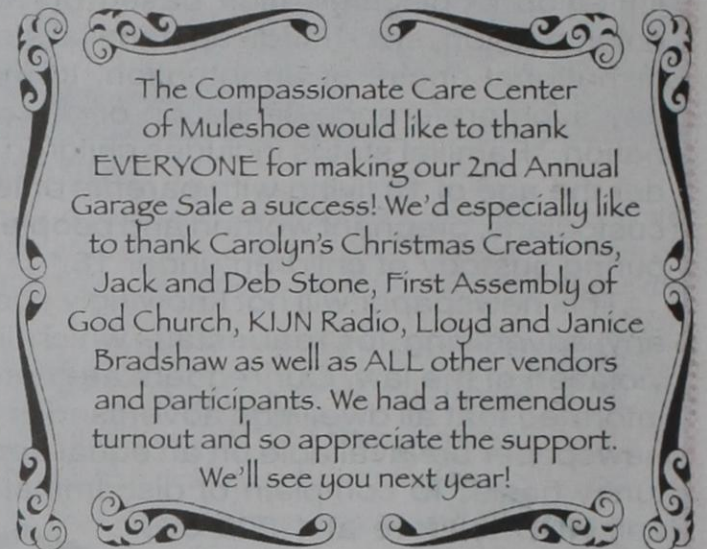 The Compassionate Care Center
of Muleshoe would like to thank
EVERYONE for making our 2nd Annual
Garage Sale a success! We'd especially like
to thank Carolyn's Christmas Creations,
Jack and Deb Stone, First Assembly of
God Church, KIJN Radio, Lloyd and Janice
Bradshaw as well as ALL other vendors
and participants. We had a tremendous
turnout and so appreciate the support.
We'll see you next year!